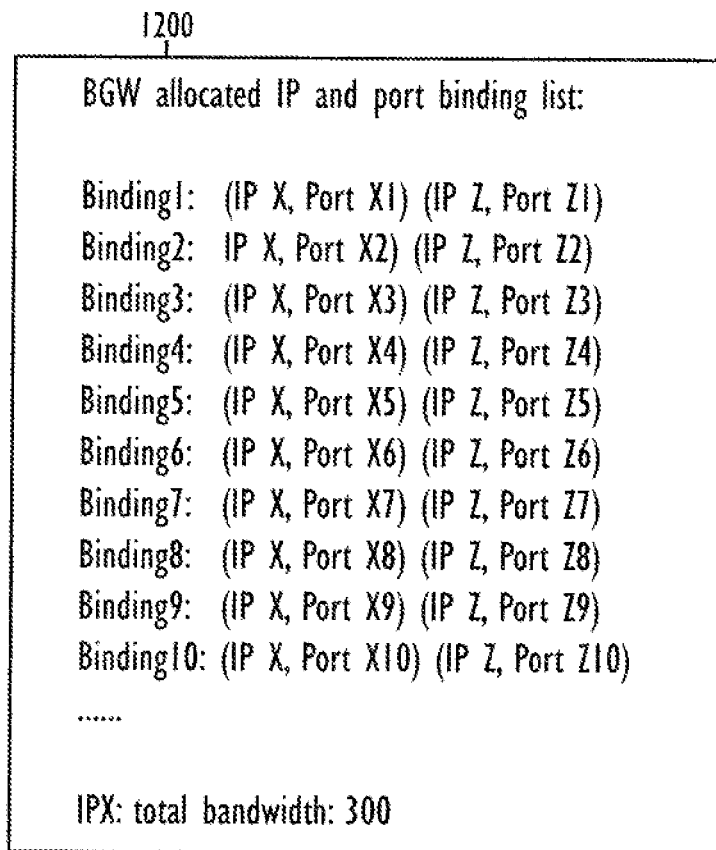 1200
BGW allocated IP and port binding list:
Binding1: (IP X, Port X1) (IP Z, Port Z1)
Binding2: IP X, Port X2) (IP Z, Port Z2)
Binding3: (IP X, Port X3) (IP Z, Port Z3)
Binding4: (IP X, Port X4) (IP Z, Port Z4)
Binding5: (IP X, Port X5) (IP Z, Port Z5)
Binding6: (IP X, Port X6) (IP Z, Port Z6)
Binding7: (IP X, Port X7) (IP Z, Port Z7)
Binding8: (IP X, Port X8) (IP Z, Port Z8)
Binding9: (IP X, Port X9) (IP Z, Port Z9)
Binding10: (IP X, Port X10) (IP Z, Port Z10)
......
IPX: total bandwidth: 300